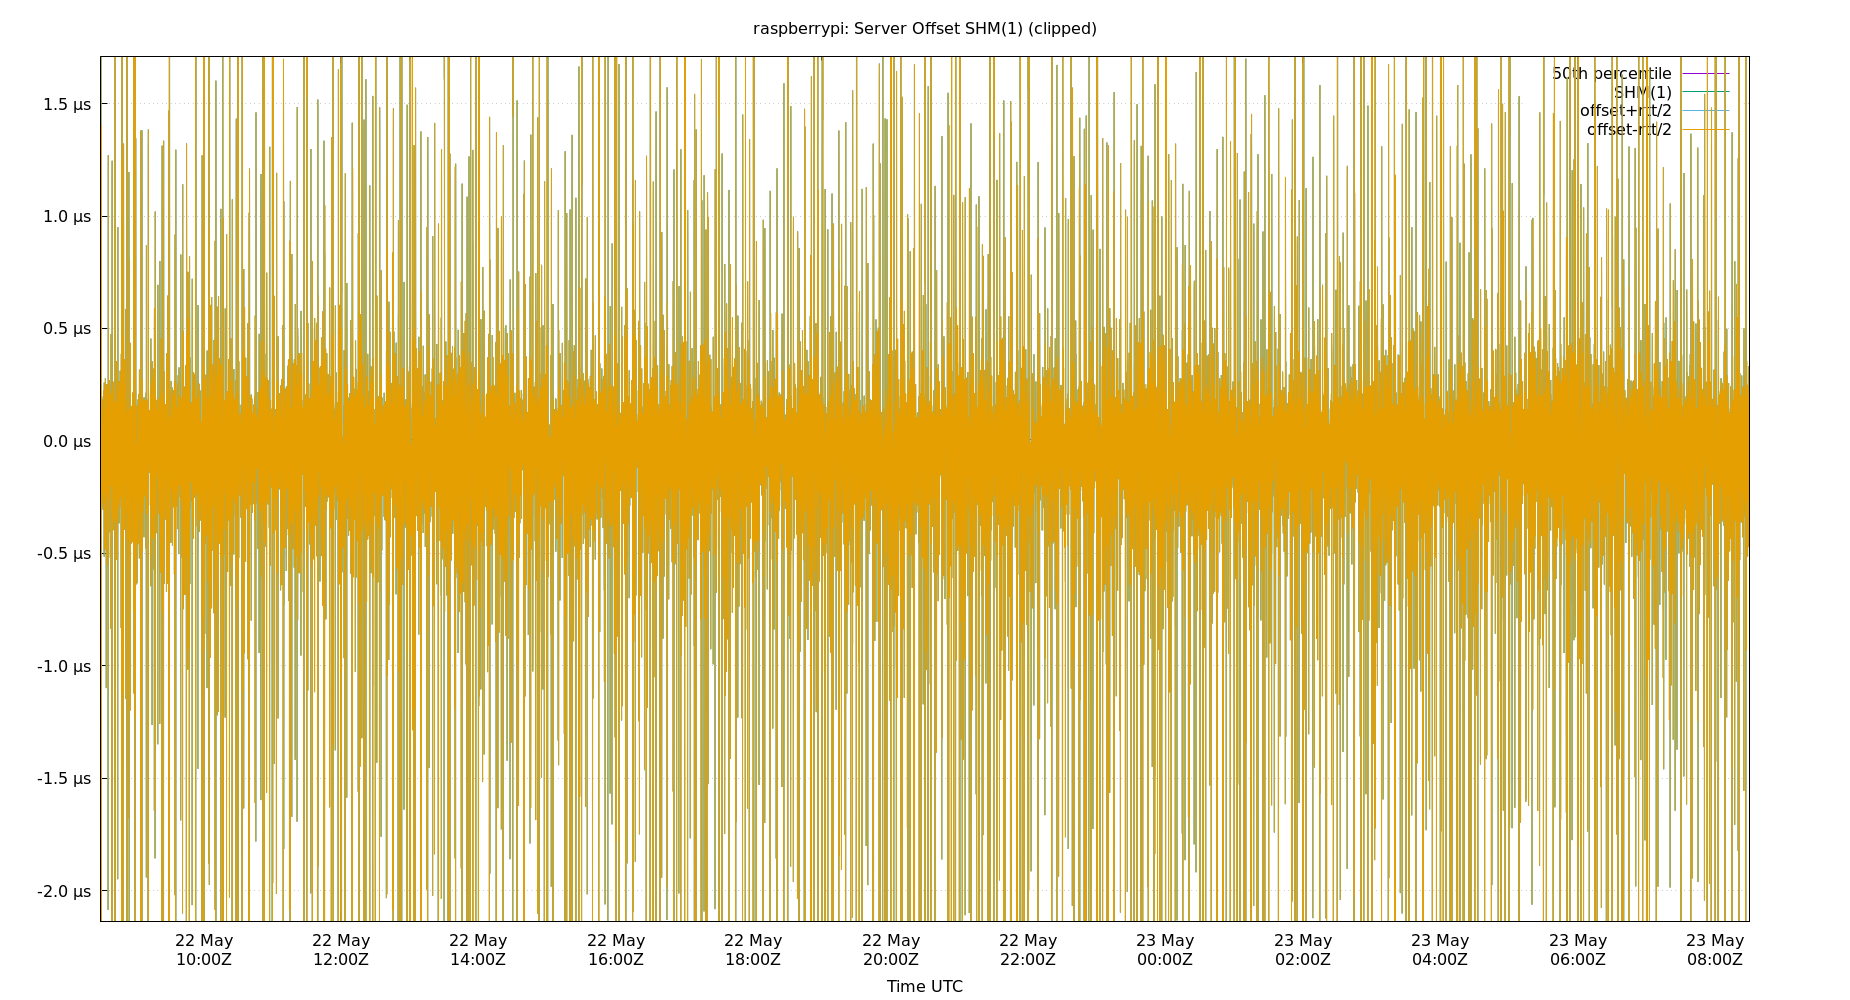 raspberrypi: Server Offset SHM(1) (clipped)
50th percentile
SHM(1)
offset+rtt/2
offset-rtt/2
1.5 µs
1.0 µs
0.5 µs
0.0 µs
-0.5 µs
-1.0 µs
-1.5 µs
-2.0 µs
22 May 22 May 22 May 22 May 22 May 22 May 22 May 23 May 23 May 23 May 23 May 23 May
10:00Z 12:00Z 14:00Z 16:00Z 18:00Z 20:00Z 22:00Z 00:00Z 02:00Z 04:00Z 06:00Z 08:00Z
Time UTC